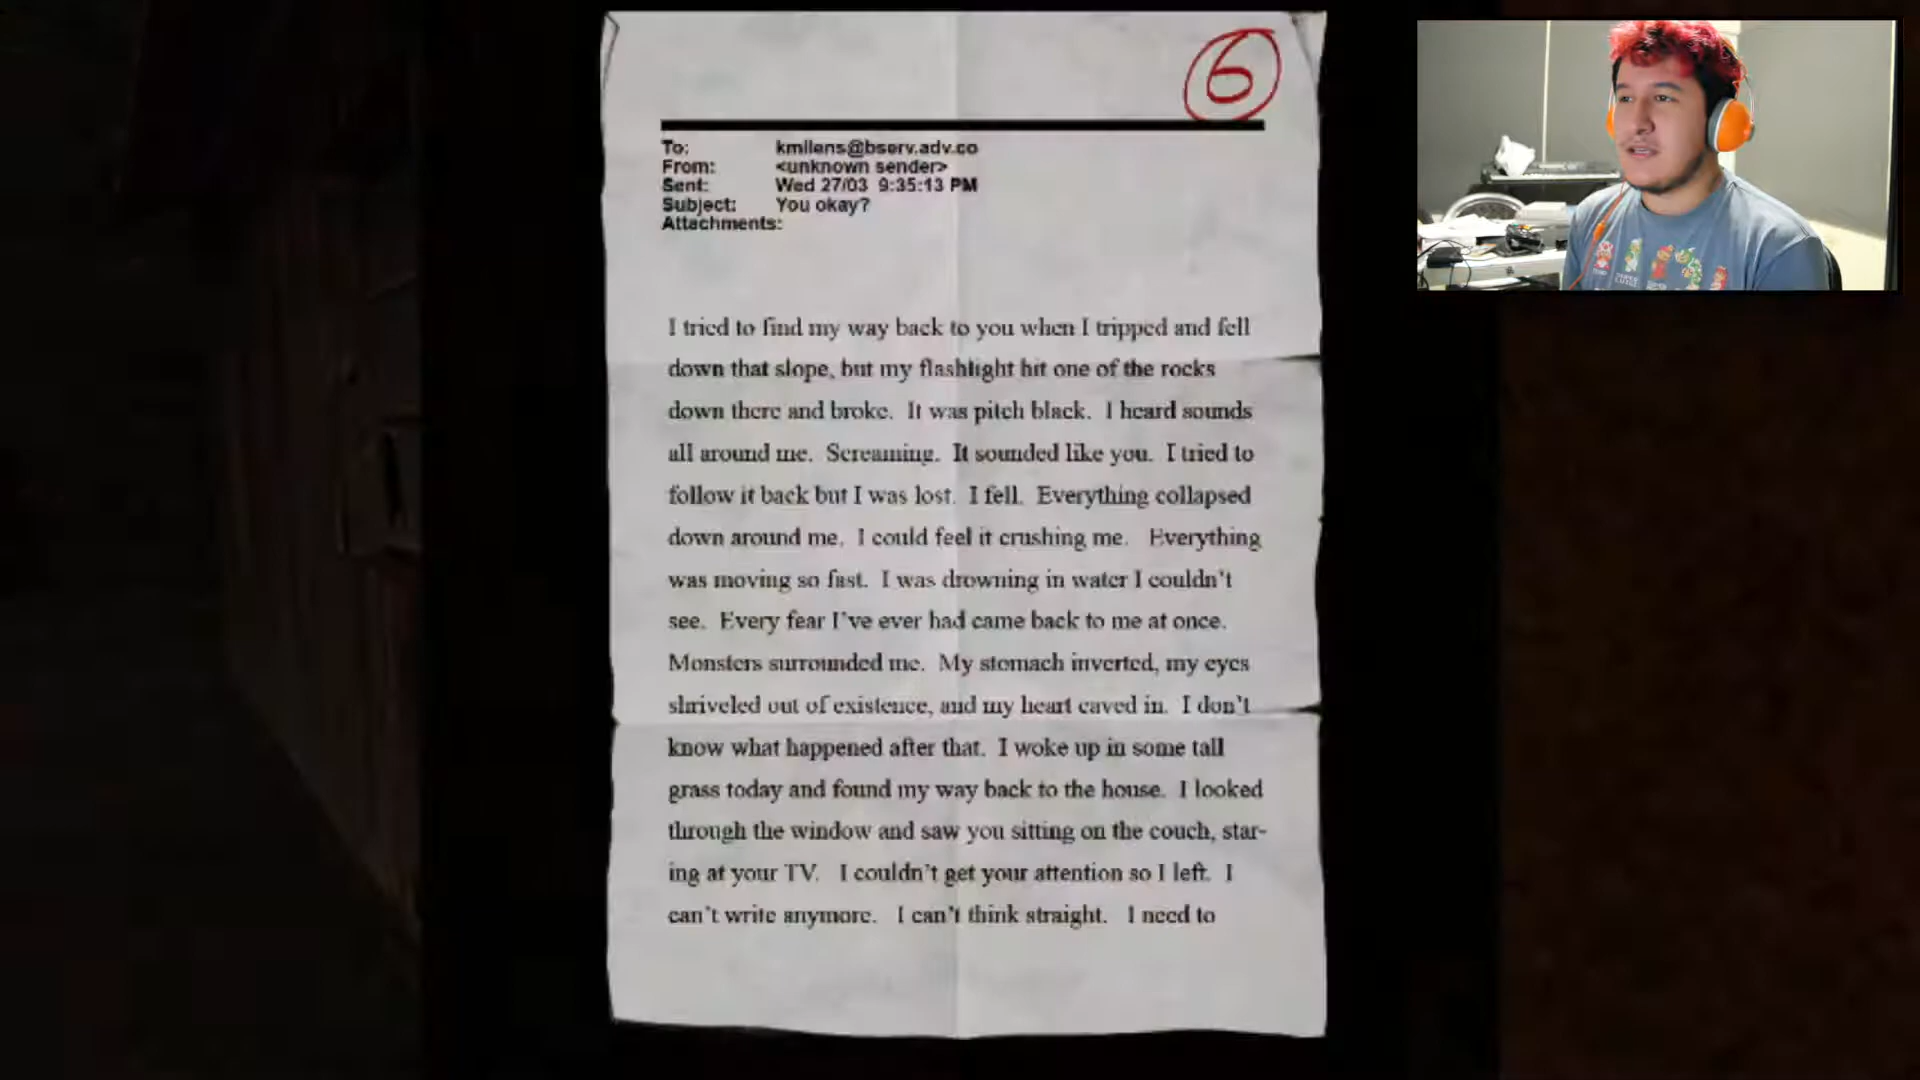 6
To: kmilens@bserv.adv.co
From: <unknown sender>
Sent: Wed 27/03 9:35:13 PM
Subject: You okay?
Attachments:
I tried to find my way back to you when I tripped and fell
down that slope, but my flashlight hit one of the rocks
down there and broke. It was pitch black. I heard sounds
all around me. Screaming. It sounded like you. I tried to
follow it back but I was lost. I fell. Everything collapsed
down around me. I could feel it crushing me. Everything
was moving so fast. I was drowning in water I couldn't
see. Every fear I've ever had came back to me at once.
Monsters surrounded me. My stomach inverted, my eyes
shriveled out of existence, and my heart caved in. I don't
know what happened after that. I woke up in some tall
grass today and found my way back to the house. I looked
through the window and saw you sitting on the couch, star-
ing at your TV. I couldn't get your attention so I left. I
can't write anymore. I can't think straight. I need to